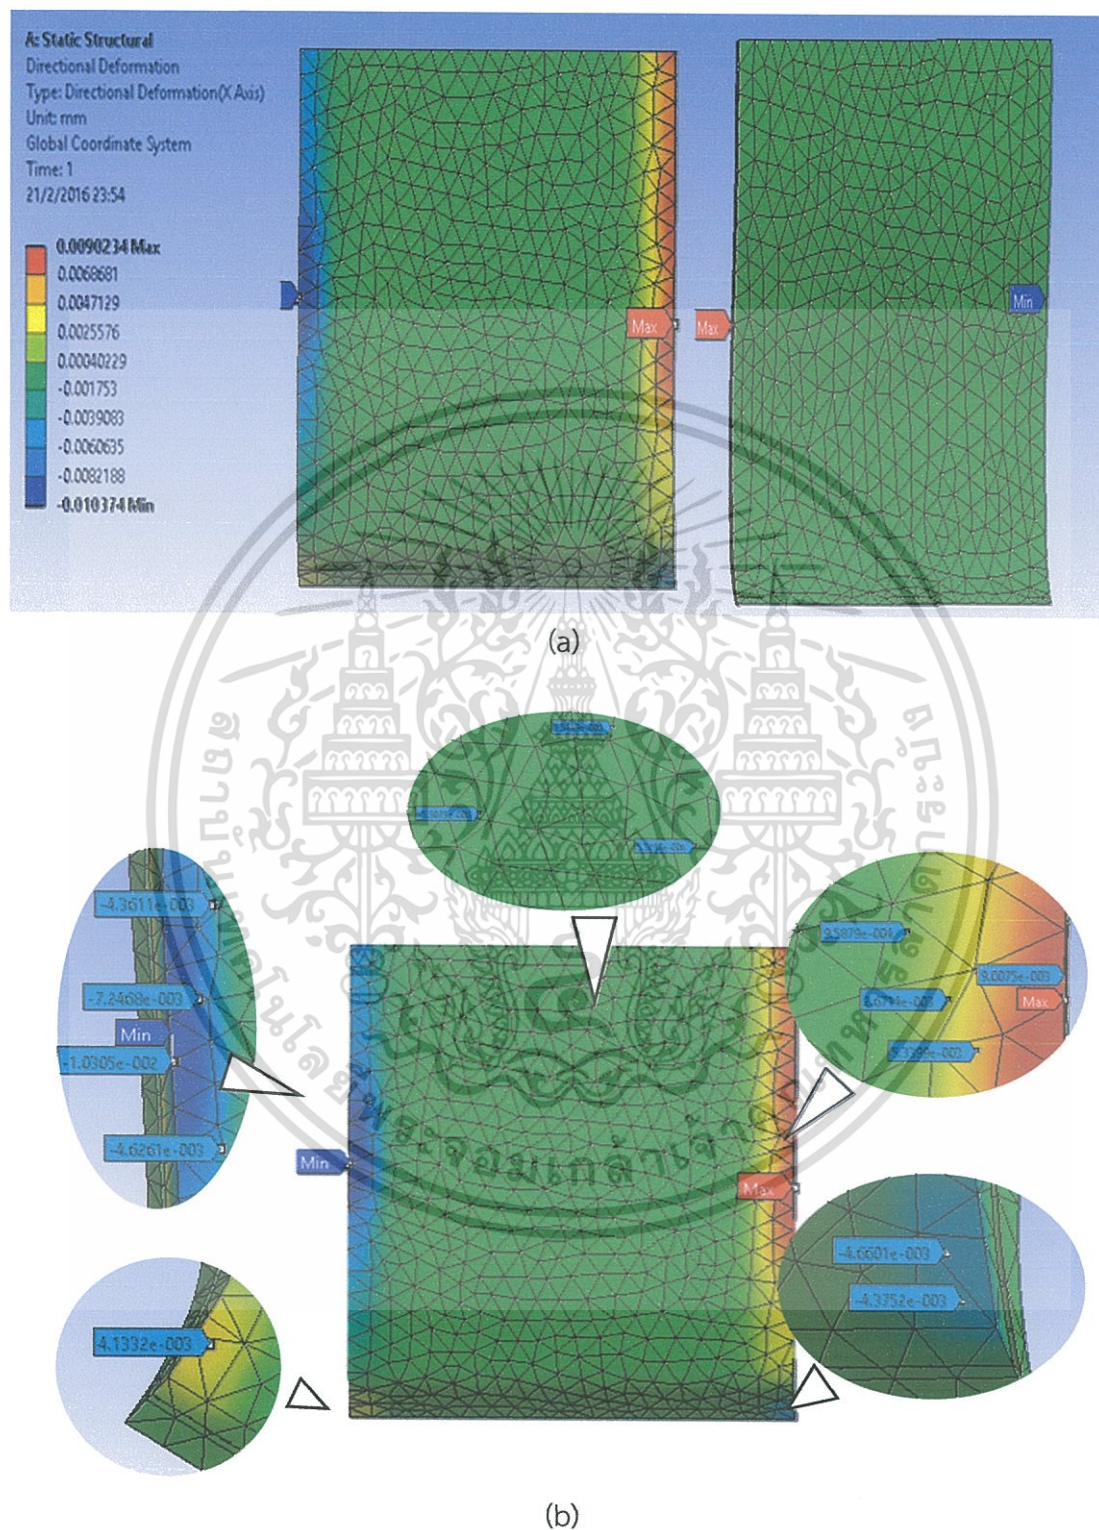 A: Static Structural
Directional Deformation
Type: Directional Deformation(X Axis)
Unit: mm
Global Coordinate System
Time: 1
21/2/2016 23:54
0.0090234 Max
0.0068681
0.0047129
0.0025576
0.00040229
-0.001753
-0.0039083
-0.0060635
-0.0082188
-0.010374 Min
Max
Max
Min
(a)
-4.3611e-003
-7.2468e-003
Min
-1.0305e-002
-4.6261e-003
9.5879e-004
9.0075e-003
Max
Min
Max
-4.6601e-003
-4.3752e-003
4.1332e-003
(b)